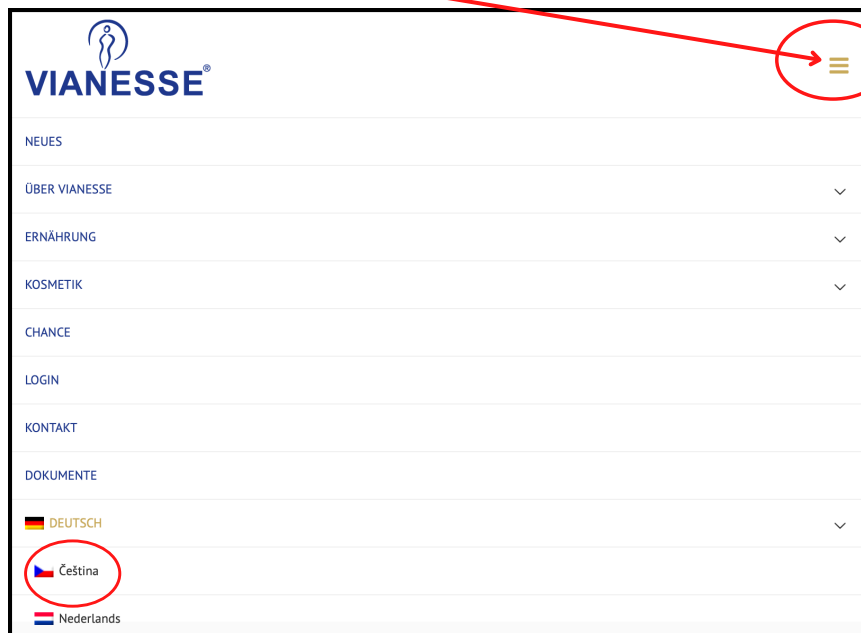 VIANESSE®
NEUES
ÜBER VIANESSE
ERNÄHRUNG
KOSMETIK
CHANCE
LOGIN
KONTAKT
DOKUMENTE
DEUTSCH
Čeština
Nederlands